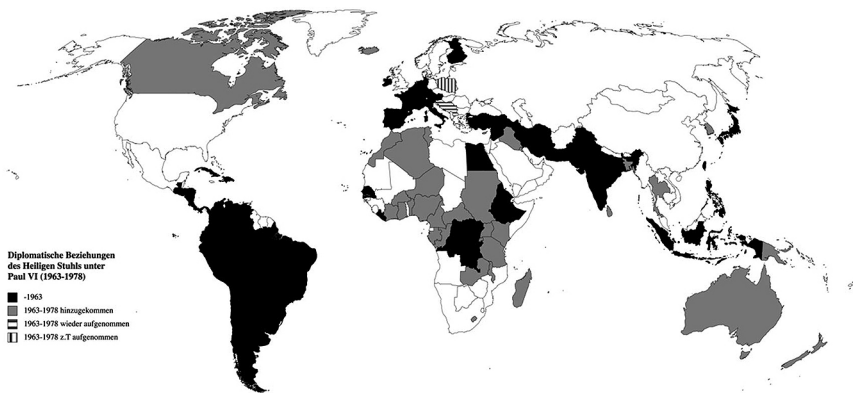 Diplomatische Beziehungen
des Heiligen Stuhls unter
Paul VI (1963-1978)
-1963
1963-1978 hinzugekommen
1963-1978 wieder aufgenommen
1963-1978 z.T aufgenommen